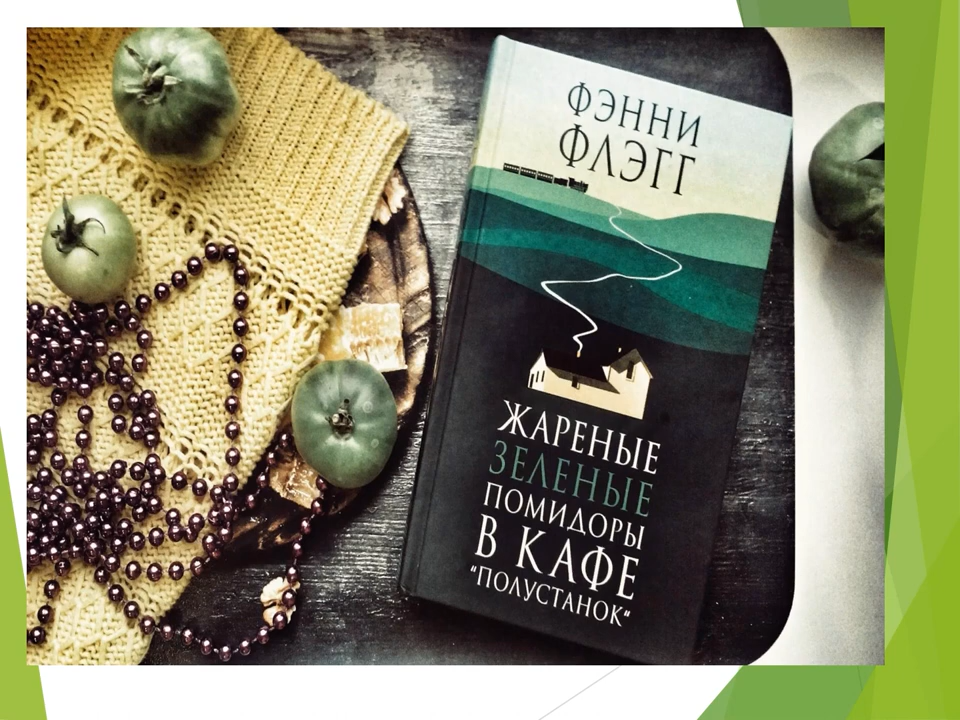 ФЭННИ
ФЛЭГГ
ЖАРЕНЫЕ
ЗЕЛЕНЫЕ
ПОМИДОРЫ
В КАФЕ
"ПОЛУСТАНОК"